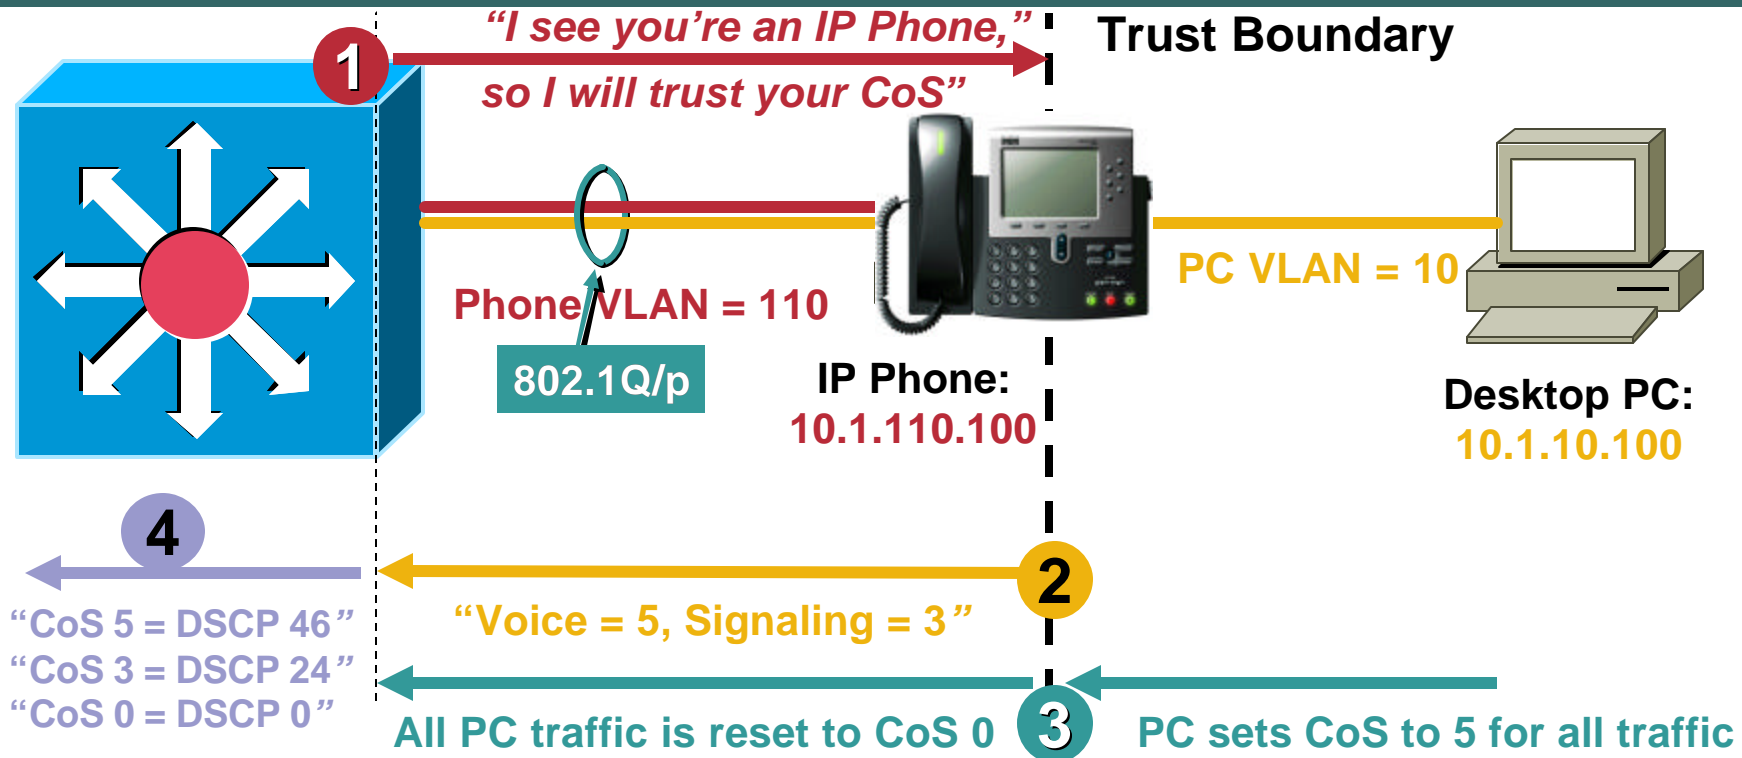 “I see you’re an IP Phone,”
so I will trust your CoS”
Trust Boundary
1
Phone VLAN = 110
802.1Q/p
PC VLAN = 10
IP Phone:
10.1.110.100
Desktop PC:
10.1.10.100
4
“CoS 5 = DSCP 46”
“CoS 3 = DSCP 24”
“CoS 0 = DSCP 0”
2
“Voice = 5, Signaling = 3”
All PC traffic is reset to CoS 0
3
PC sets CoS to 5 for all traffic